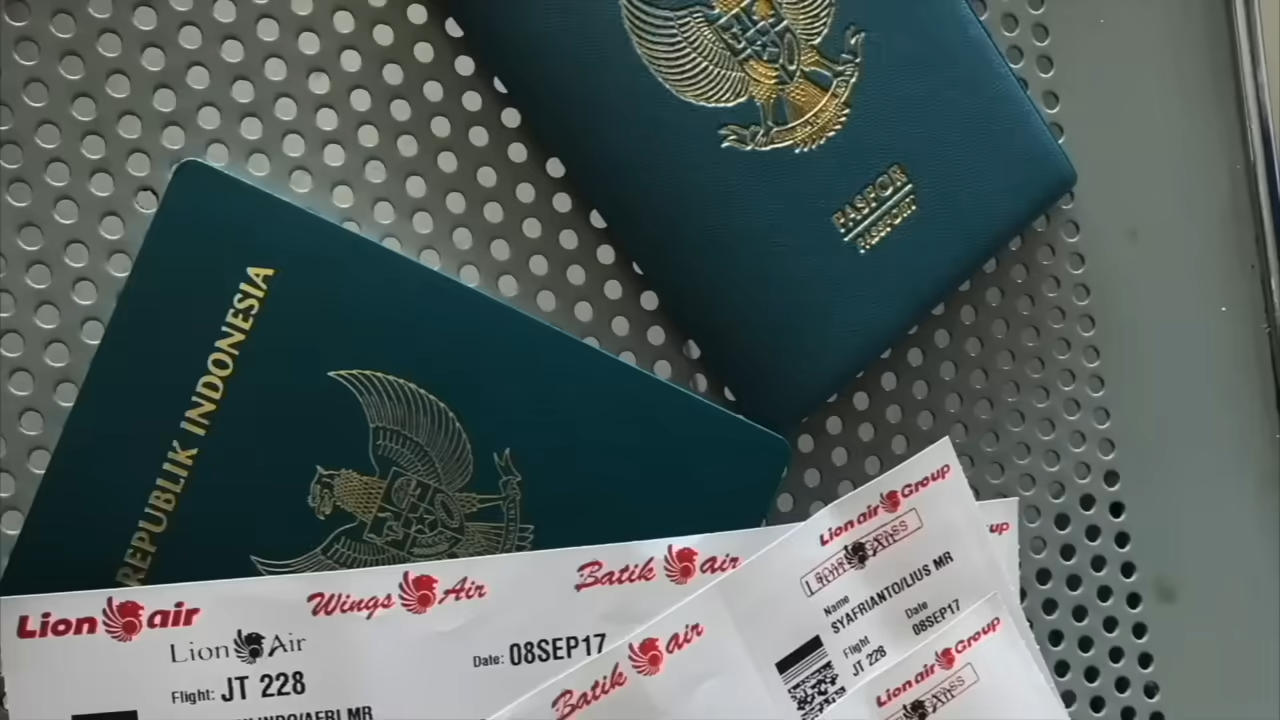 PASPOR
PASSPORT
REPUBLIK INDONESIA
Lion air
Wings Air
Batik air
Lion Air
Date: 08SEP17
Flight: JT 228
Batik air
Lion air Group
Name
SYAFRIANTO/LIUS MR
Flight
JT 228
Date
08SEP17
up
Lion air Group